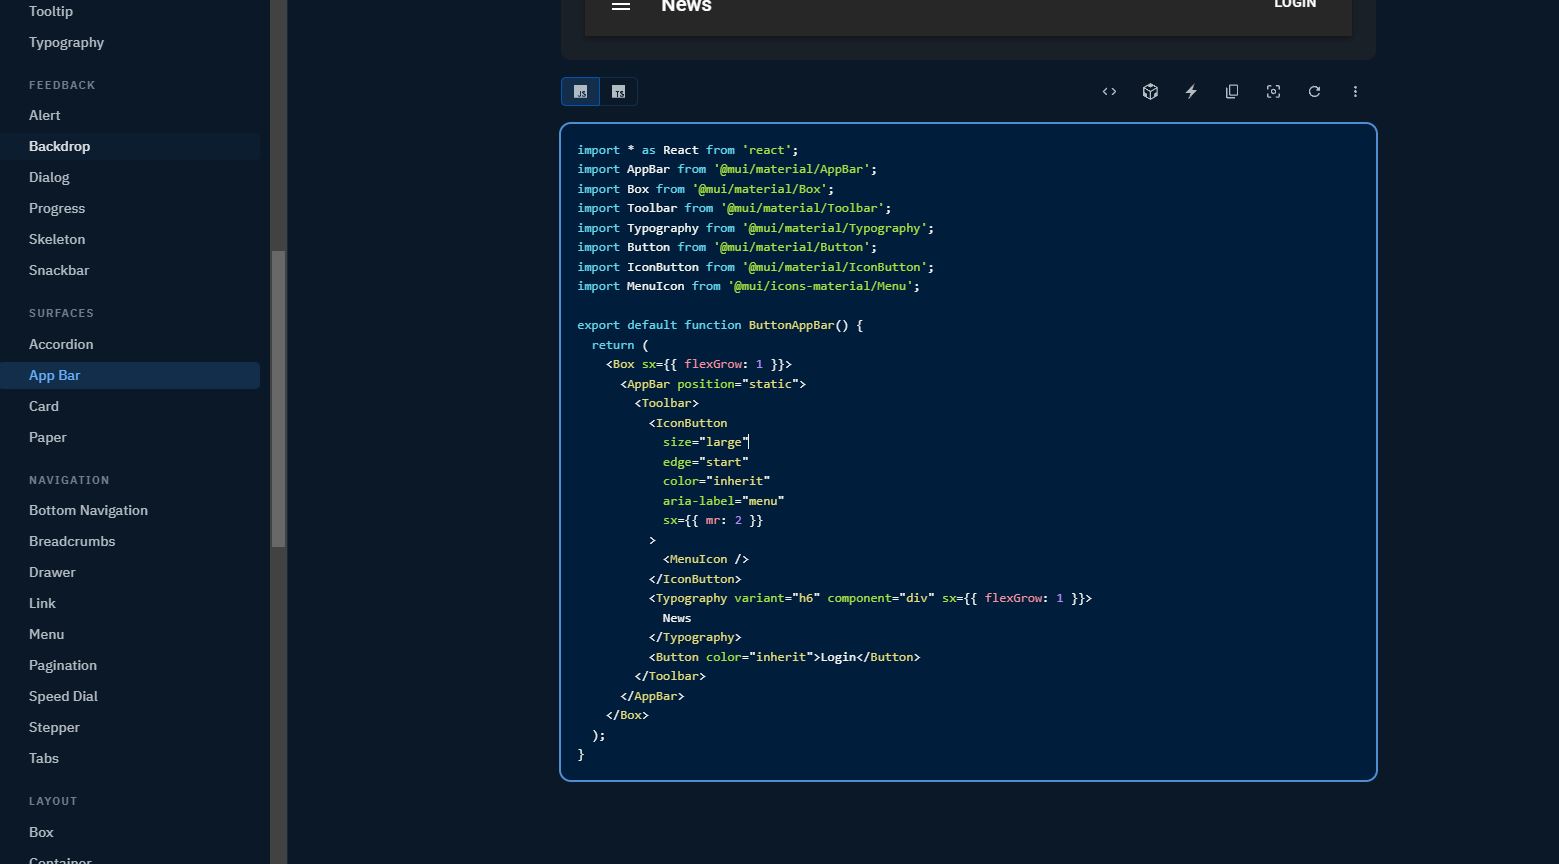 Tooltip
Typography
FEEDBACK
Alert
Backdrop
Dialog
Progress
Skeleton
Snackbar
SURFACES
Accordion
App Bar
Card
Paper
NAVIGATION
Bottom Navigation
Breadcrumbs
Drawer
Link
Menu
Pagination
Speed Dial
Stepper
Tabs
LAYOUT
Box
Container
News
LOGIN
JS
TS
import * as React from 'react';
import AppBar from '@mui/material/AppBar';
import Box from '@mui/material/Box';
import Toolbar from '@mui/material/Toolbar';
import Typography from '@mui/material/Typography';
import Button from '@mui/material/Button';
import IconButton from '@mui/material/IconButton';
import MenuIcon from '@mui/icons-material/Menu';
export default function ButtonAppBar() {
return (
<Box sx={{ flexGrow: 1 }}>
<AppBar position="static">
<Toolbar>
<IconButton
size="large"
edge="start"
color="inherit"
aria-label="menu"
sx={{ mr: 2 }}
>
<MenuIcon />
</IconButton>
<Typography variant="h6" component="div" sx={{ flexGrow: 1 }}>
News
</Typography>
<Button color="inherit">Login</Button>
</Toolbar>
</AppBar>
</Box>
);
}